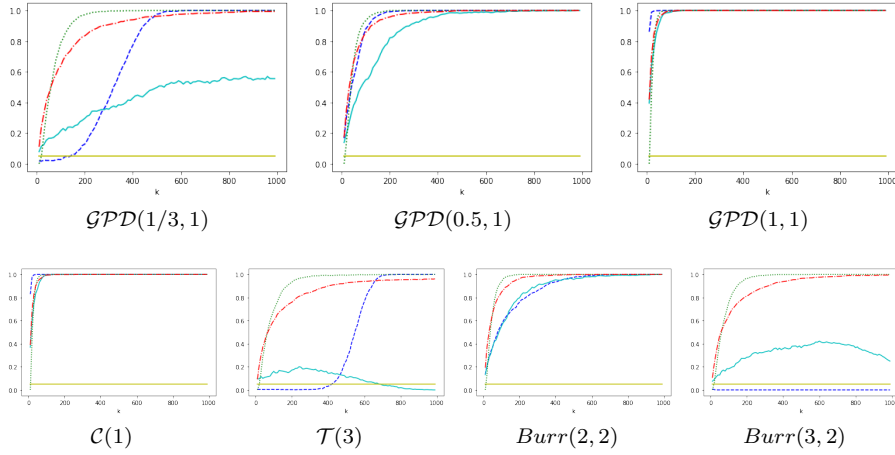 1.0 1.0 1.0
0.8 0.8 0.8
0.6 0.6 0.6
0.4 0.4 0.4
0.2 0.2 0.2
0.0 0.0 0.0
0 200 400 600 800 1000 0 200 400 600 800 1000 0 200 400 600 800 1000
k k k
𝒢𝒫𝒟(1/3, 1) 𝒢𝒫𝒟(0.5, 1) 𝒢𝒫𝒟(1, 1)
1.0 1.0 1.0 1.0
0.8 0.8 0.8 0.8
0.6 0.6 0.6 0.6
0.4 0.4 0.4 0.4
0.2 0.2 0.2 0.2
0.0 0.0 0.0 0.0
0 200 400 600 800 1000 0 200 400 600 800 1000 0 200 400 600 800 1000 0 200 400 600 800 1000
k k k k
𝒞(1) 𝒯(3) Burr(2, 2) Burr(3, 2)